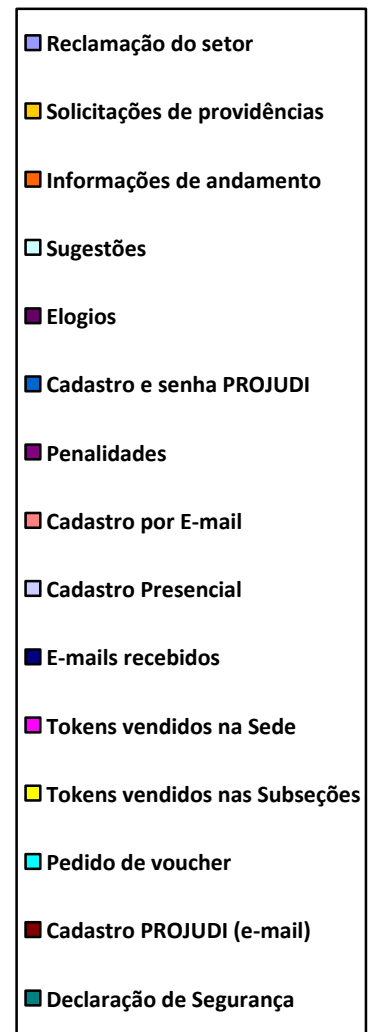 Reclamação do setor
Solicitações de providências
Informações de andamento
Sugestões
Elogios
Cadastro e senha PROJUDI
Penalidades
Cadastro por E-mail
Cadastro Presencial
E-mails recebidos
Tokens vendidos na Sede
Tokens vendidos nas Subseções
Pedido de voucher
Cadastro PROJUDI (e-mail)
Declaração de Segurança